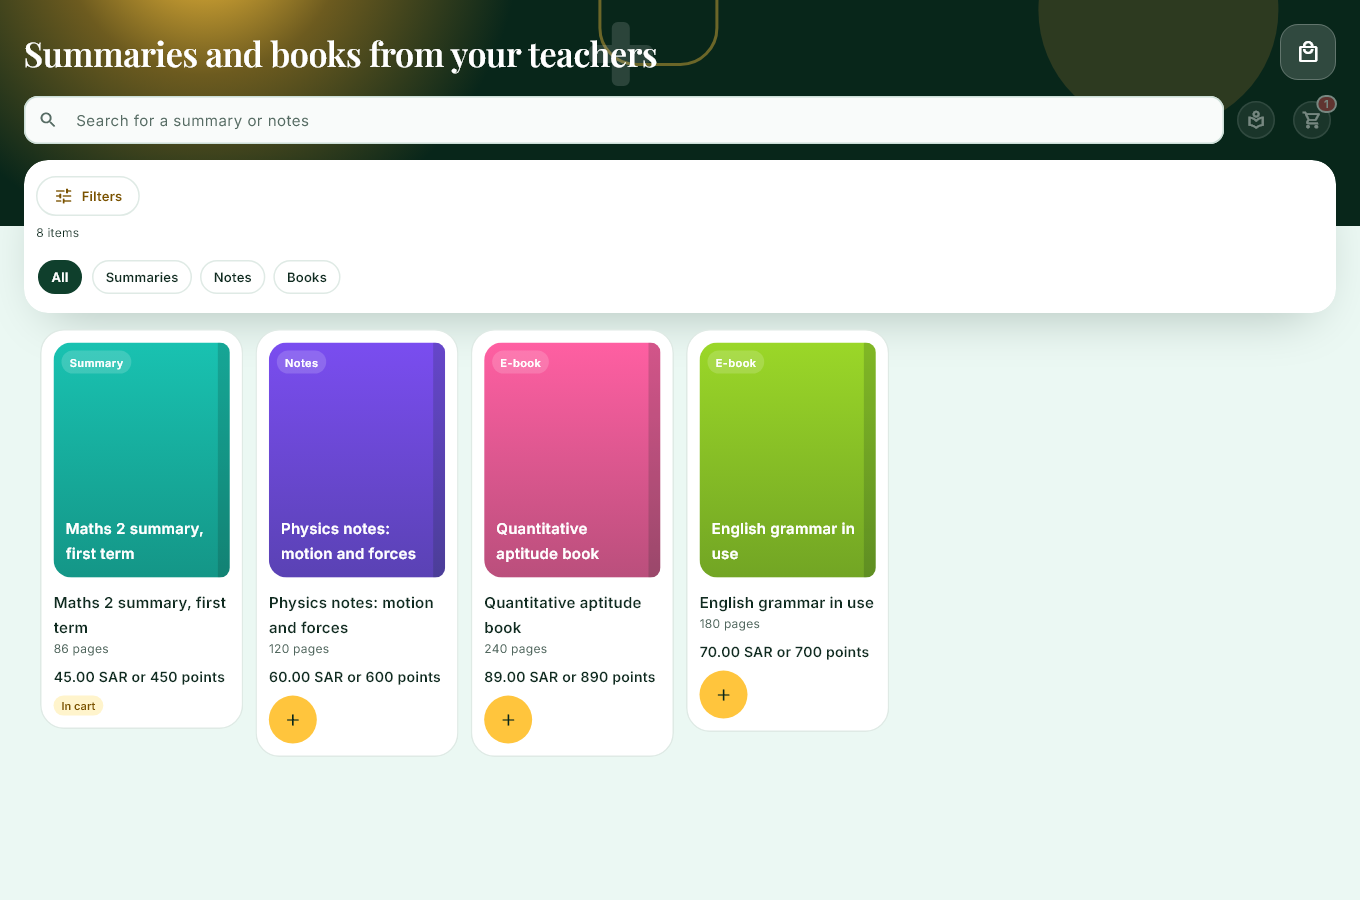 Summaries and books from your teachers
Search for a summary or notes
1
Filters
8 items
All
Summaries
Notes
Books
Summary
Maths 2 summary,
first term
Maths 2 summary, first
term
86 pages
45.00 SAR or 450 points
In cart
Notes
Physics notes:
motion and forces
Physics notes: motion
and forces
120 pages
60.00 SAR or 600 points
+
E-book
Quantitative
aptitude book
Quantitative aptitude
book
240 pages
89.00 SAR or 890 points
+
E-book
English grammar in
use
English grammar in use
180 pages
70.00 SAR or 700 points
+